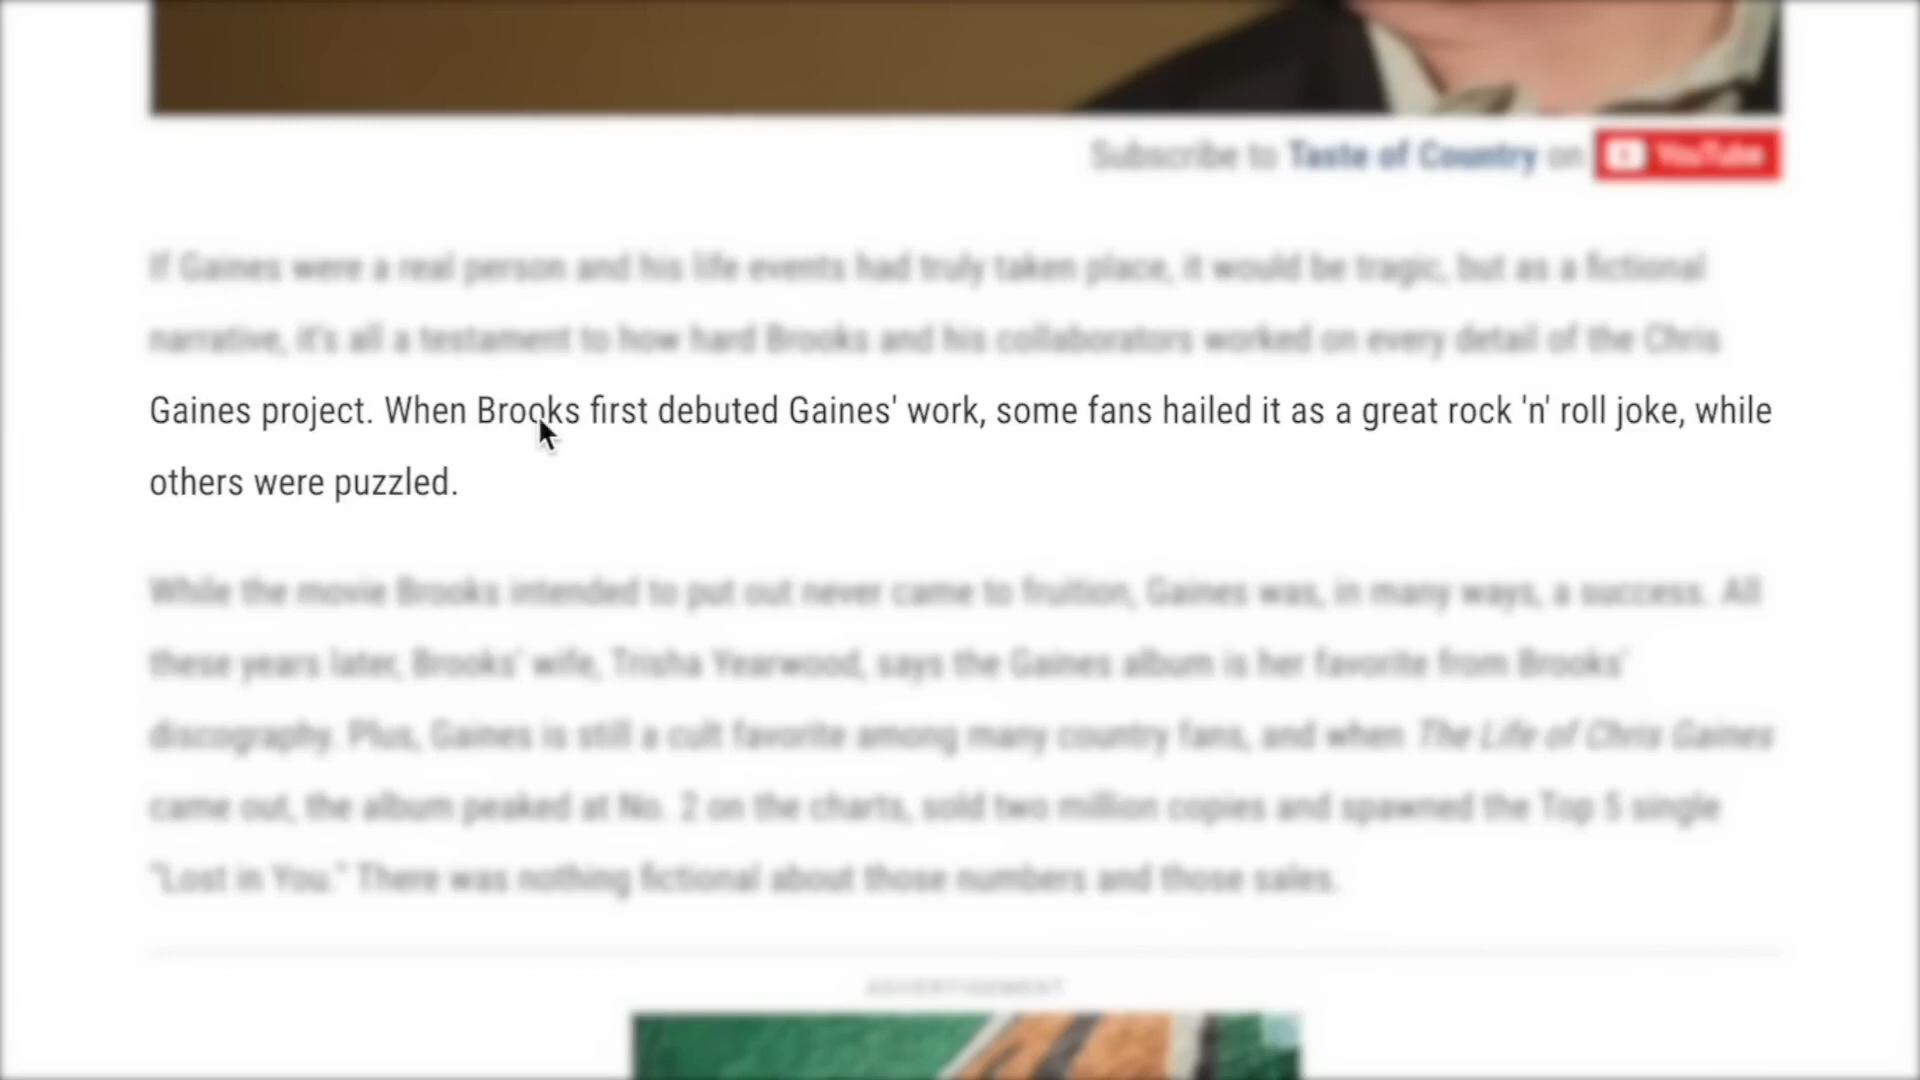 Subscribe to Taste of Country on YouTube
If Gaines were a real person and his life events had truly taken place, it would be tragic, but as a fictional
narrative, it's all a testament to how hard Brooks and his collaborators worked on every detail of the Chris
Gaines project. When Brooks first debuted Gaines' work, some fans hailed it as a great rock 'n' roll joke, while
others were puzzled.
While the movie Brooks intended to put out never came to fruition, Gaines was, in many ways, a success. All
these years later, Brooks' wife, Trisha Yearwood, says the Gaines album is her favorite from Brooks'
discography. Plus, Gaines is still a cult favorite among many country fans, and when The Life of Chris Gaines
came out, the album peaked at No. 2 on the charts, sold two million copies and spawned the Top 5 single
"Lost in You." There was nothing fictional about those numbers and those sales.
ADVERTISEMENT